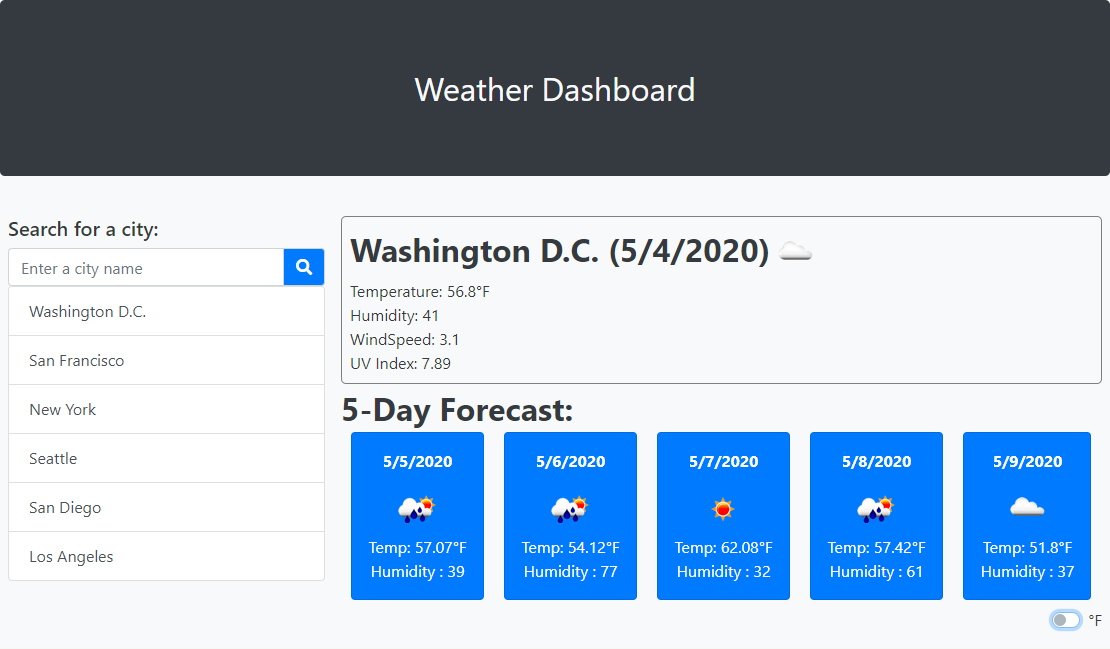 Weather Dashboard
Search for a city:
Enter a city name
Washington D.C.
San Francisco
New York
Seattle
San Diego
Los Angeles
Washington D.C. (5/4/2020)
Temperature: 56.8°F
Humidity: 41
WindSpeed: 3.1
UV Index: 7.89
5-Day Forecast:
5/5/2020
Temp: 57.07°F
Humidity : 39
5/6/2020
Temp: 54.12°F
Humidity : 77
5/7/2020
Temp: 62.08°F
Humidity : 32
5/8/2020
Temp: 57.42°F
Humidity : 61
5/9/2020
Temp: 51.8°F
Humidity : 37
°F